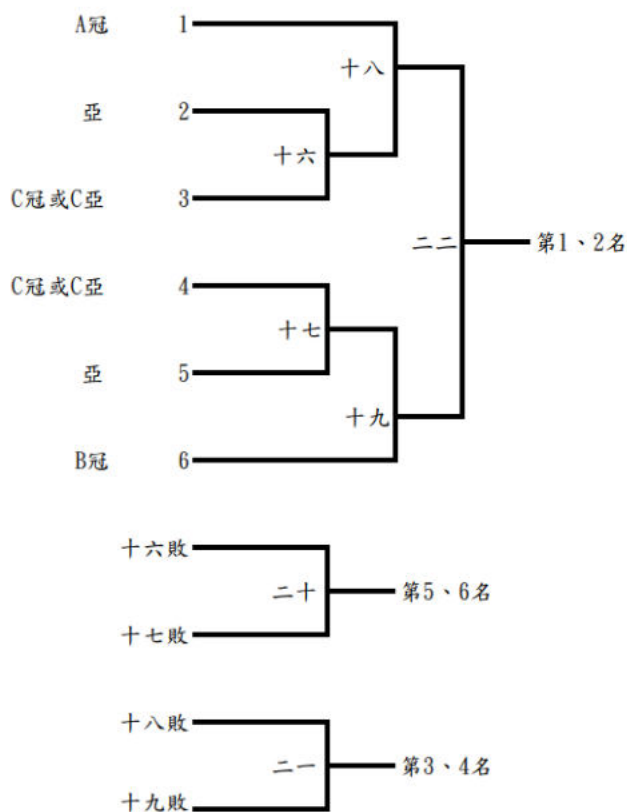 A冠 1
十八
亞 2
十六
C冠或C亞 3
二二 第1、2名
C冠或C亞 4
十七
亞 5
十九
B冠 6
十六敗
二十 第5、6名
十七敗
十八敗
二一 第3、4名
十九敗